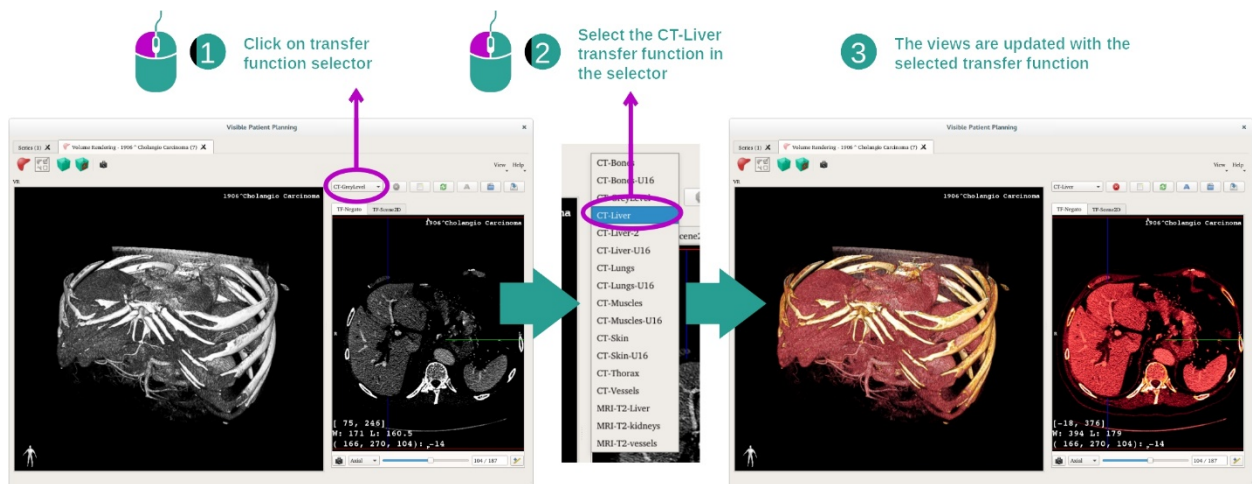 1
Click on transfer
function selector
2
Select the CT-Liver
transfer function in
the selector
3
The views are updated with the
selected transfer function
Visible Patient Planning
Series (1)
Volume Rendering - 1906^Cholangio Carcinoma (7)
View
Help
VR
CT-GreyLevel
1906^Cholangio Carcinoma
TF-Negato
TF-Scene3D
1906^Cholangio Carcinoma
[ 75, 246]
W: 171 L: 160.5
( 166, 270, 104): -14
Axial
104 / 187
CT-Bones
CT-Bones-U16
CT-GreyLevel
CT-Liver
CT-Liver-2
CT-Liver-U16
CT-Lungs
CT-Lungs-U16
CT-Muscles
CT-Muscles-U16
CT-Skin
CT-Skin-U16
CT-Thorax
CT-Vessels
MRI-T2-Liver
MRI-T2-kidneys
MRI-T2-vessels
Visible Patient Planning
Series (1)
Volume Rendering - 1906^Cholangio Carcinoma (7)
View
Help
VR
CT-Liver
1906^Cholangio Carcinoma
TF-Negato
TF-Scene3D
1906^Cholangio Carcinoma
[-18, 376]
W: 394 L: 179
( 166, 270, 104): -14
Axial
104 / 187